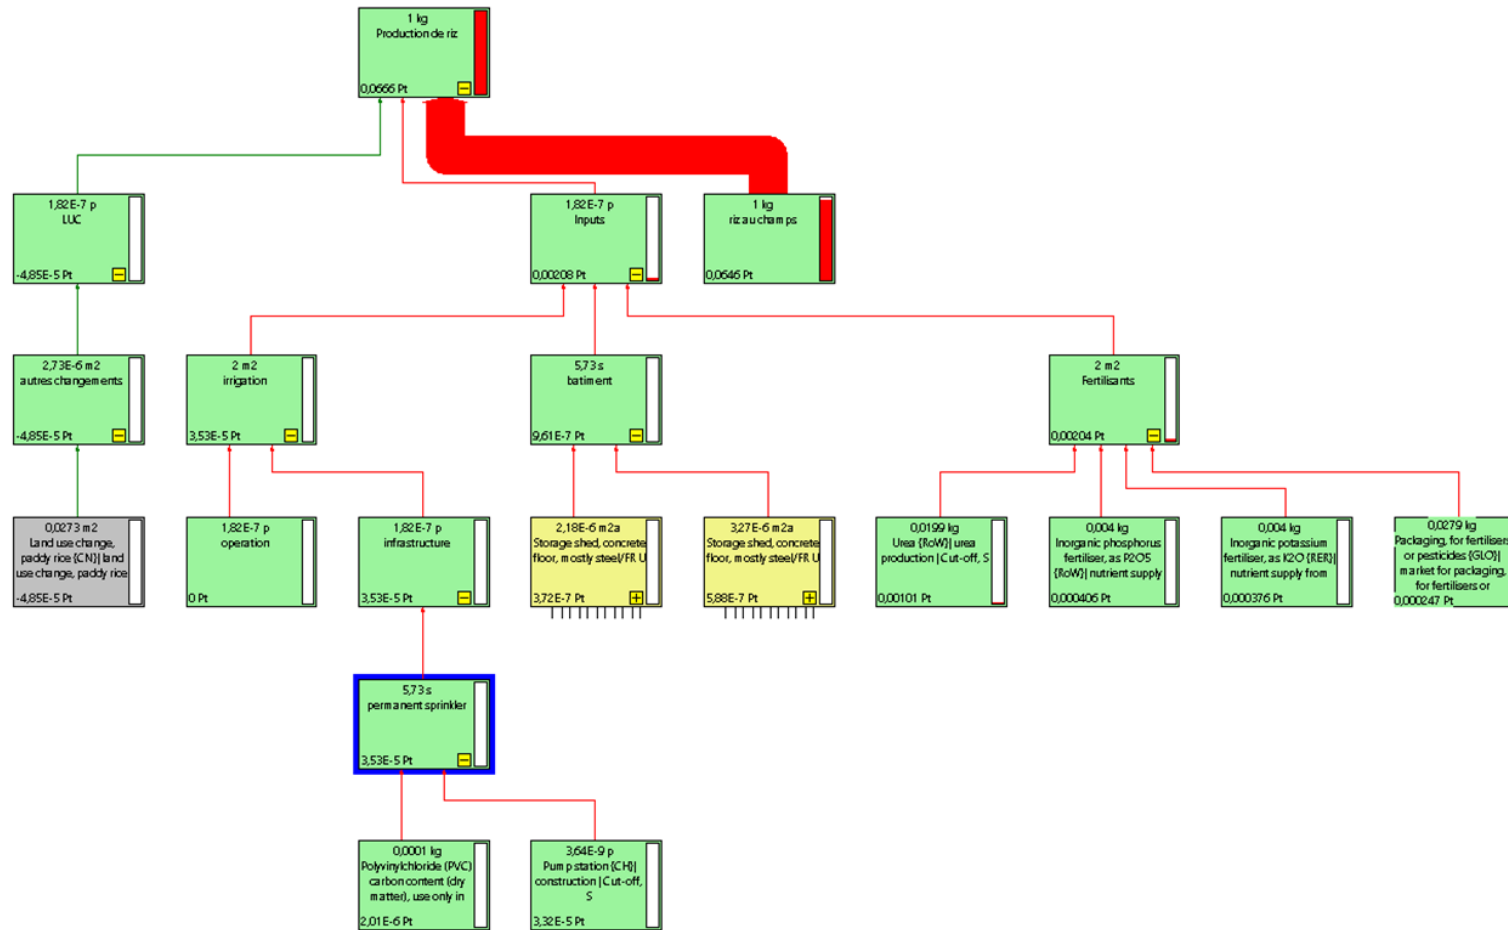 1 kg
Production de riz
0,0666 Pt
1,82E-7 p
LUC
-4,85E-5 Pt
1,82E-7 p
Inputs
0,00208 Pt
1 kg
riz au champs
0,0646 Pt
2,73E-6 m2
autres changements
-4,85E-5 Pt
2 m2
irrigation
3,53E-5 Pt
5,73 s
batiment
9,61E-7 Pt
2 m2
Fertilisants
0,00204 Pt
0,0273 m2
Land use change,
paddy rice {CN}| land
use change, paddy rice
-4,85E-5 Pt
1,82E-7 p
operation
0 Pt
1,82E-7 p
infrastructure
3,53E-5 Pt
2,18E-6 m2a
Storage shed, concrete
floor, mostly steel/FR U
3,72E-7 Pt
3,27E-6 m2a
Storage shed, concrete
floor, mostly steel/FR U
5,88E-7 Pt
0,0199 kg
Urea {RoW}| urea
production | Cut-off, S
0,00101 Pt
0,004 kg
Inorganic phosphorus
fertiliser, as P2O5
{RoW}| nutrient supply
0,000406 Pt
0,004 kg
Inorganic potassium
fertiliser, as K2O {RER}|
nutrient supply from
0,000376 Pt
0,0279 kg
Packaging, for fertilisers
or pesticides {GLO}|
market for packaging,
for fertilisers or
0,000247 Pt
5,73 s
permanent sprinkler
3,53E-5 Pt
0,0001 kg
Polyvinylchloride (PVC)
carbon content (dry
matter), use only in
2,01E-6 Pt
3,64E-9 p
Pump station {CH}|
construction | Cut-off,
S
3,32E-5 Pt